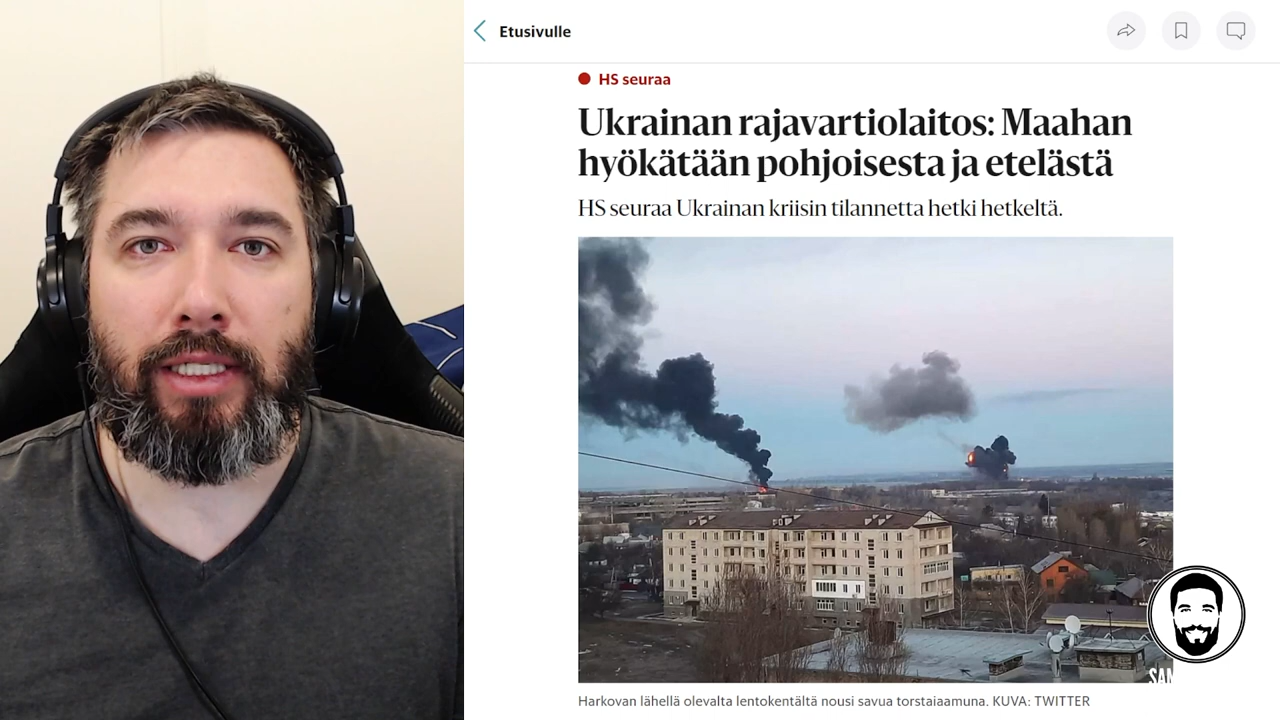 Etusivulle
HS seuraa
Ukrainan rajavartiolaitos: Maahan
hyökätään pohjoisesta ja etelästä
HS seuraa Ukrainan kriisin tilannetta hetki hetkeltä.
Harkovan lähellä olevalta lentokentältä nousi savua torstaiaamuna. KUVA: TWITTER